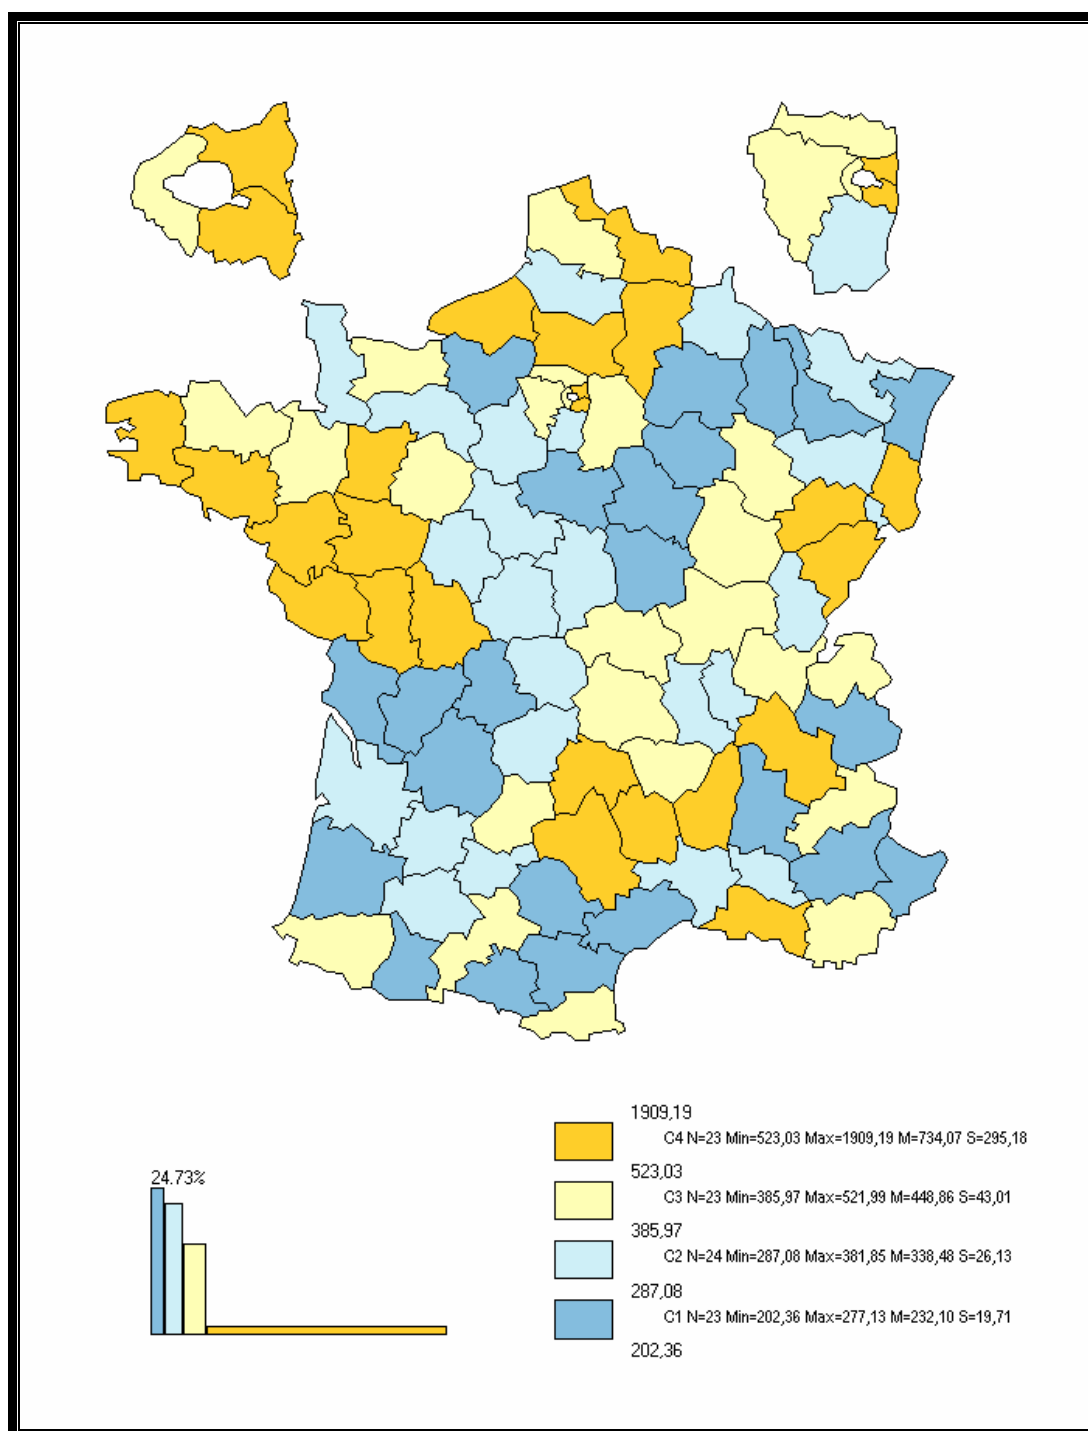 1909,19
C4 N=23 Min=523,03 Max=1909,19 M=734,07 S=295,18
24.73%
523,03
C3 N=23 Min=385,97 Max=521,99 M=448,86 S=43,01
385,97
C2 N=24 Min=287,08 Max=381,85 M=338,48 S=26,13
287,08
C1 N=23 Min=202,36 Max=277,13 M=232,10 S=19,71
202,36